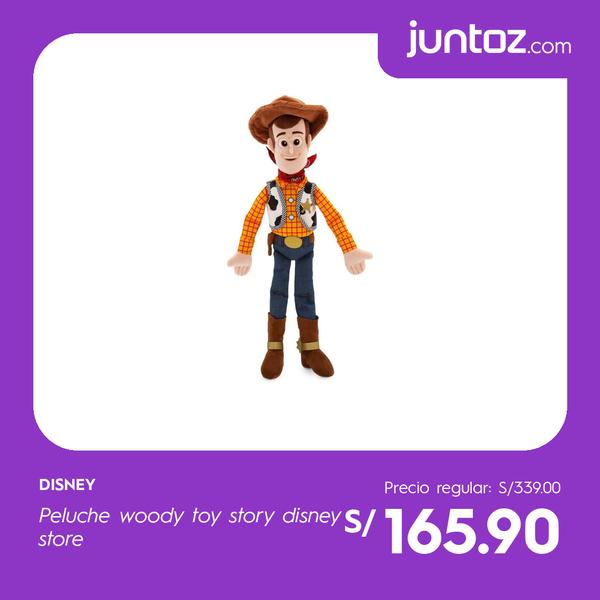 juntoz.com
DISNEY
Peluche woody toy story disney
store
Precio regular: S/339.00
S/165.90